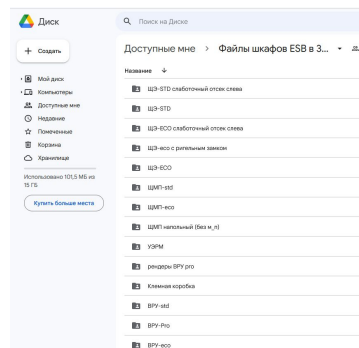 Диск
Поиск на Диске
Создать
Мой диск
Компьютеры
Доступные мне
Недавние
Помеченные
Корзина
Хранилище
Использовано 101,5 МБ из
15 ГБ
Купить больше места
Доступные мне > Файлы шкафов ESB в 3...
Название
ЩЭ-STD слаботочный отсек слева
ЩЭ-STD
ЩЭ-ECO слаботочный отсек слева
ЩЭ-eco с ригельным замком
ЩЭ-ECO
ЩМП-std
ЩМП-eco
ЩМП напольный (без м_п)
УЭРМ
рендеры ВРУ pro
Клемная коробка
ВРУ-std
ВРУ-Pro
ВРУ-eco